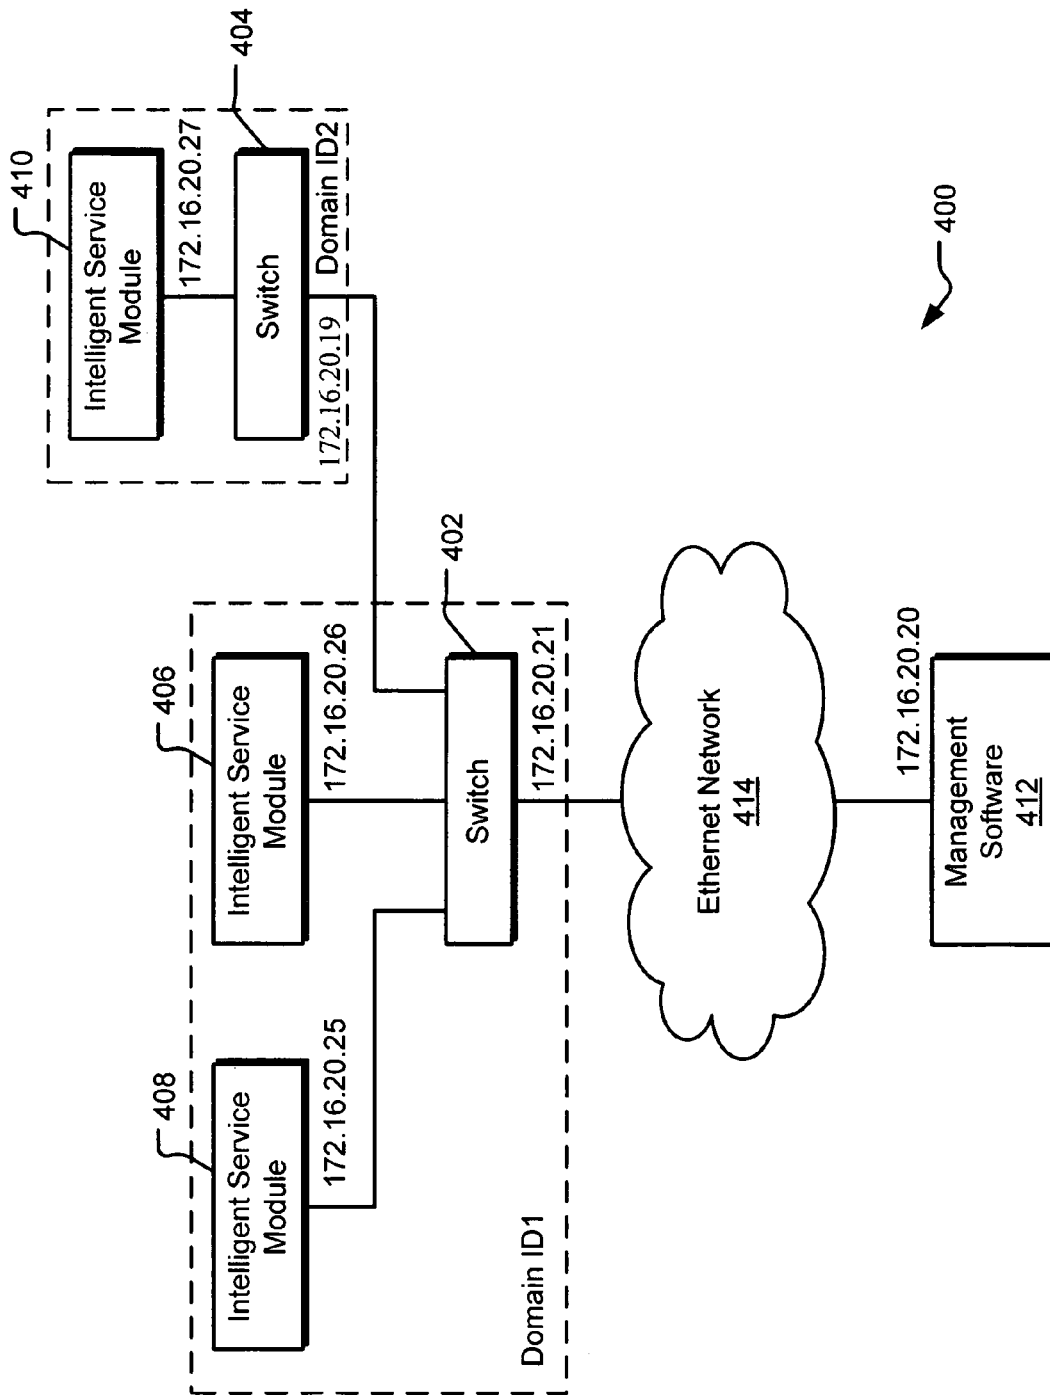 410
404
Intelligent Service
Module
172.16.20.27
Switch
172.16.20.19
Domain ID2
408
406
Intelligent Service
Module
172.16.20.25
Intelligent Service
Module
172.16.20.26
402
Switch
172.16.20.21
Domain ID1
Ethernet Network
414
172.16.20.20
Management
Software
412
400